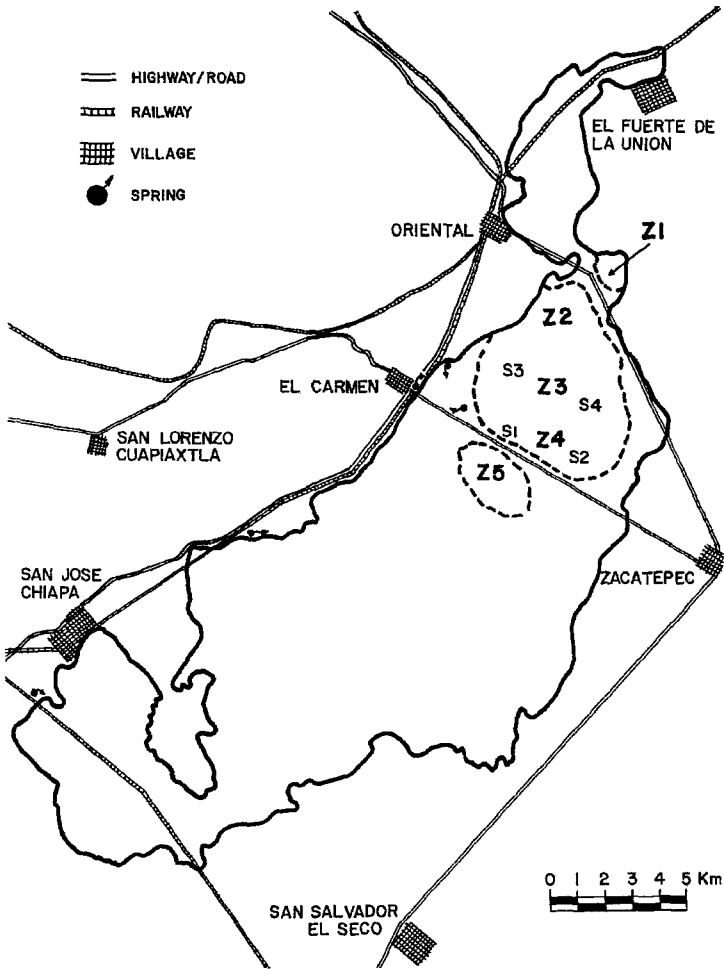 HIGHWAY/ROAD
RAILWAY
VILLAGE
SPRING
EL FUERTE DE
LA UNION
ORIENTAL
Z1
Z2
S3
Z3
S4
EL CARMEN
S1
Z4
S2
SAN LORENZO
CUAPIAXTLA
Z5
SAN JOSE
CHIAPA
ZACATEPEC
0 1 2 3 4 5 Km
SAN SALVADOR
EL SECO